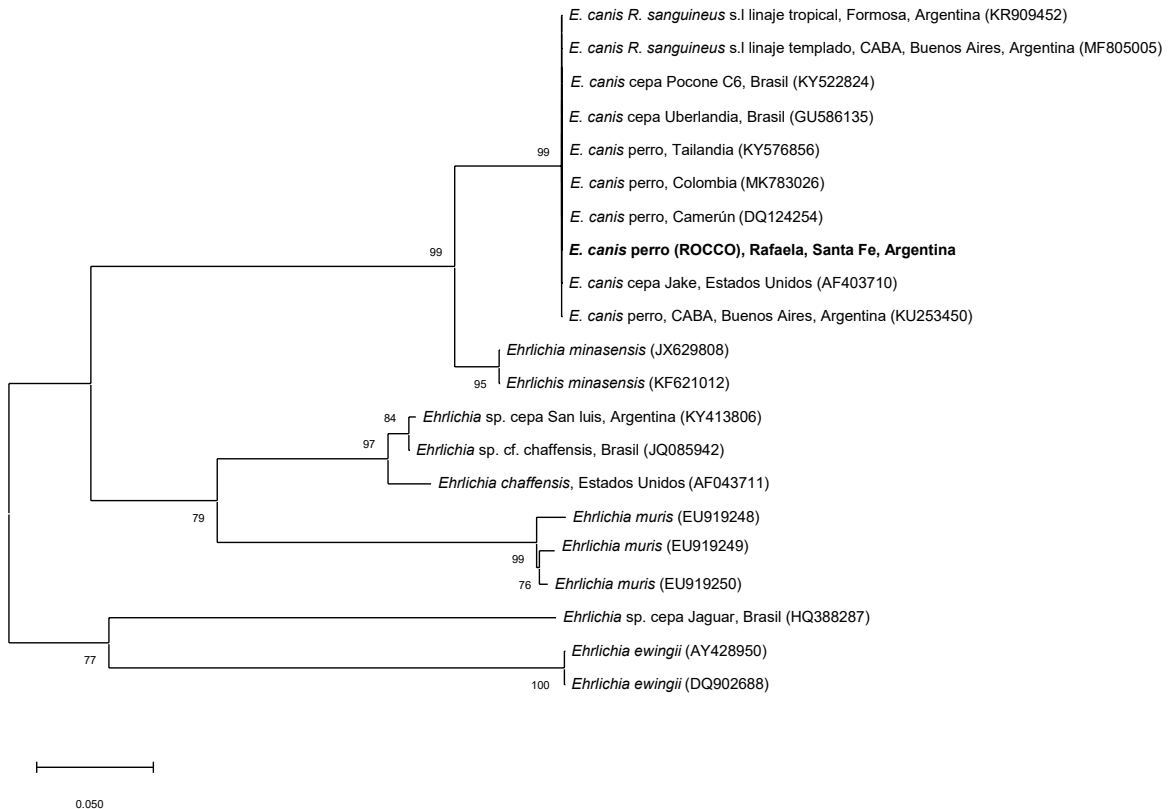 E. canis R. sanguineus s.l linaje tropical, Formosa, Argentina (KR909452)
E. canis R. sanguineus s.l linaje templado, CABA, Buenos Aires, Argentina (MF805005)
E. canis cepa Pocone C6, Brasil (KY522824)
E. canis cepa Uberlandia, Brasil (GU586135)
99
E. canis perro, Tailandia (KY576856)
E. canis perro, Colombia (MK783026)
E. canis perro, Camerún (DQ124254)
99
E. canis perro (ROCCO), Rafaela, Santa Fe, Argentina
E. canis cepa Jake, Estados Unidos (AF403710)
E. canis perro, CABA, Buenos Aires, Argentina (KU253450)
Ehrlichia minasensis (JX629808)
95
Ehrlichis minasensis (KF621012)
84
Ehrlichia sp. cepa San luis, Argentina (KY413806)
97
Ehrlichia sp. cf. chaffensis, Brasil (JQ085942)
Ehrlichia chaffensis, Estados Unidos (AF043711)
79
Ehrlichia muris (EU919248)
Ehrlichia muris (EU919249)
99
76
Ehrlichia muris (EU919250)
Ehrlichia sp. cepa Jaguar, Brasil (HQ388287)
77
Ehrlichia ewingii (AY428950)
100
Ehrlichia ewingii (DQ902688)
0.050